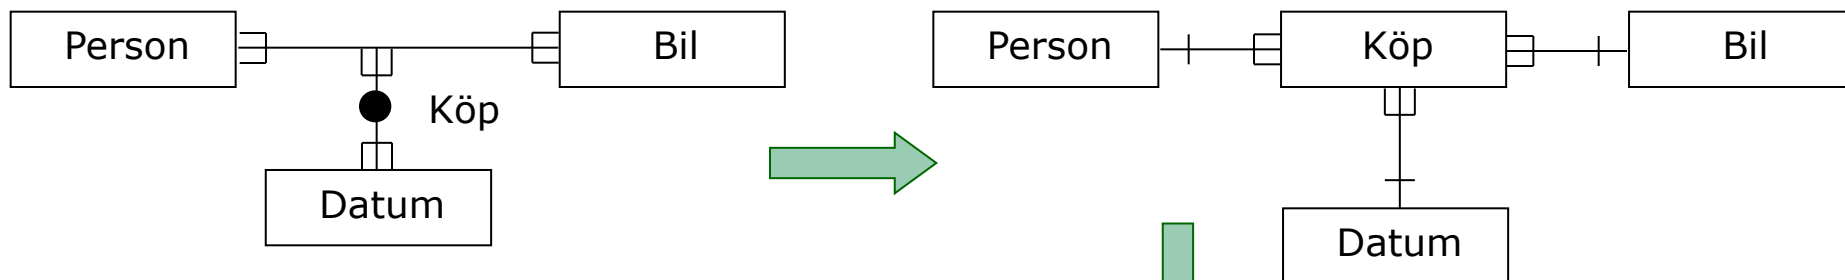 Person
Bil
Köp
Datum
Person
Köp
Bil
Datum